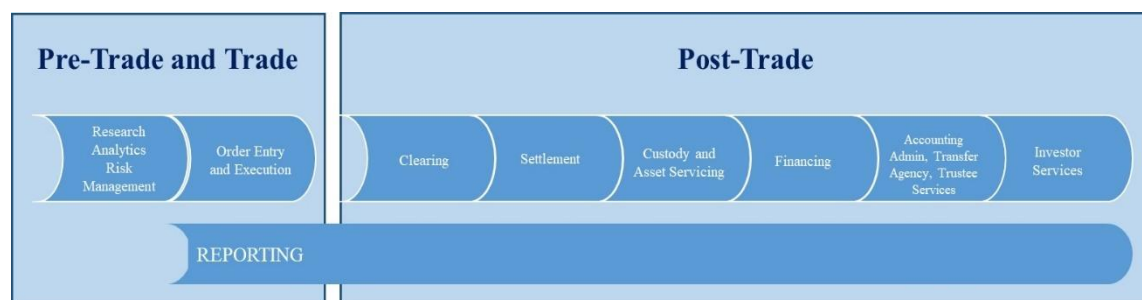 Pre-Trade and Trade
Post-Trade
Research
Analytics
Risk
Management
Order Entry
and Execution
Clearing
Settlement
Custody and
Asset Servicing
Financing
Accounting
Admin, Transfer
Agency, Trustee
Services
Investor
Services
REPORTING